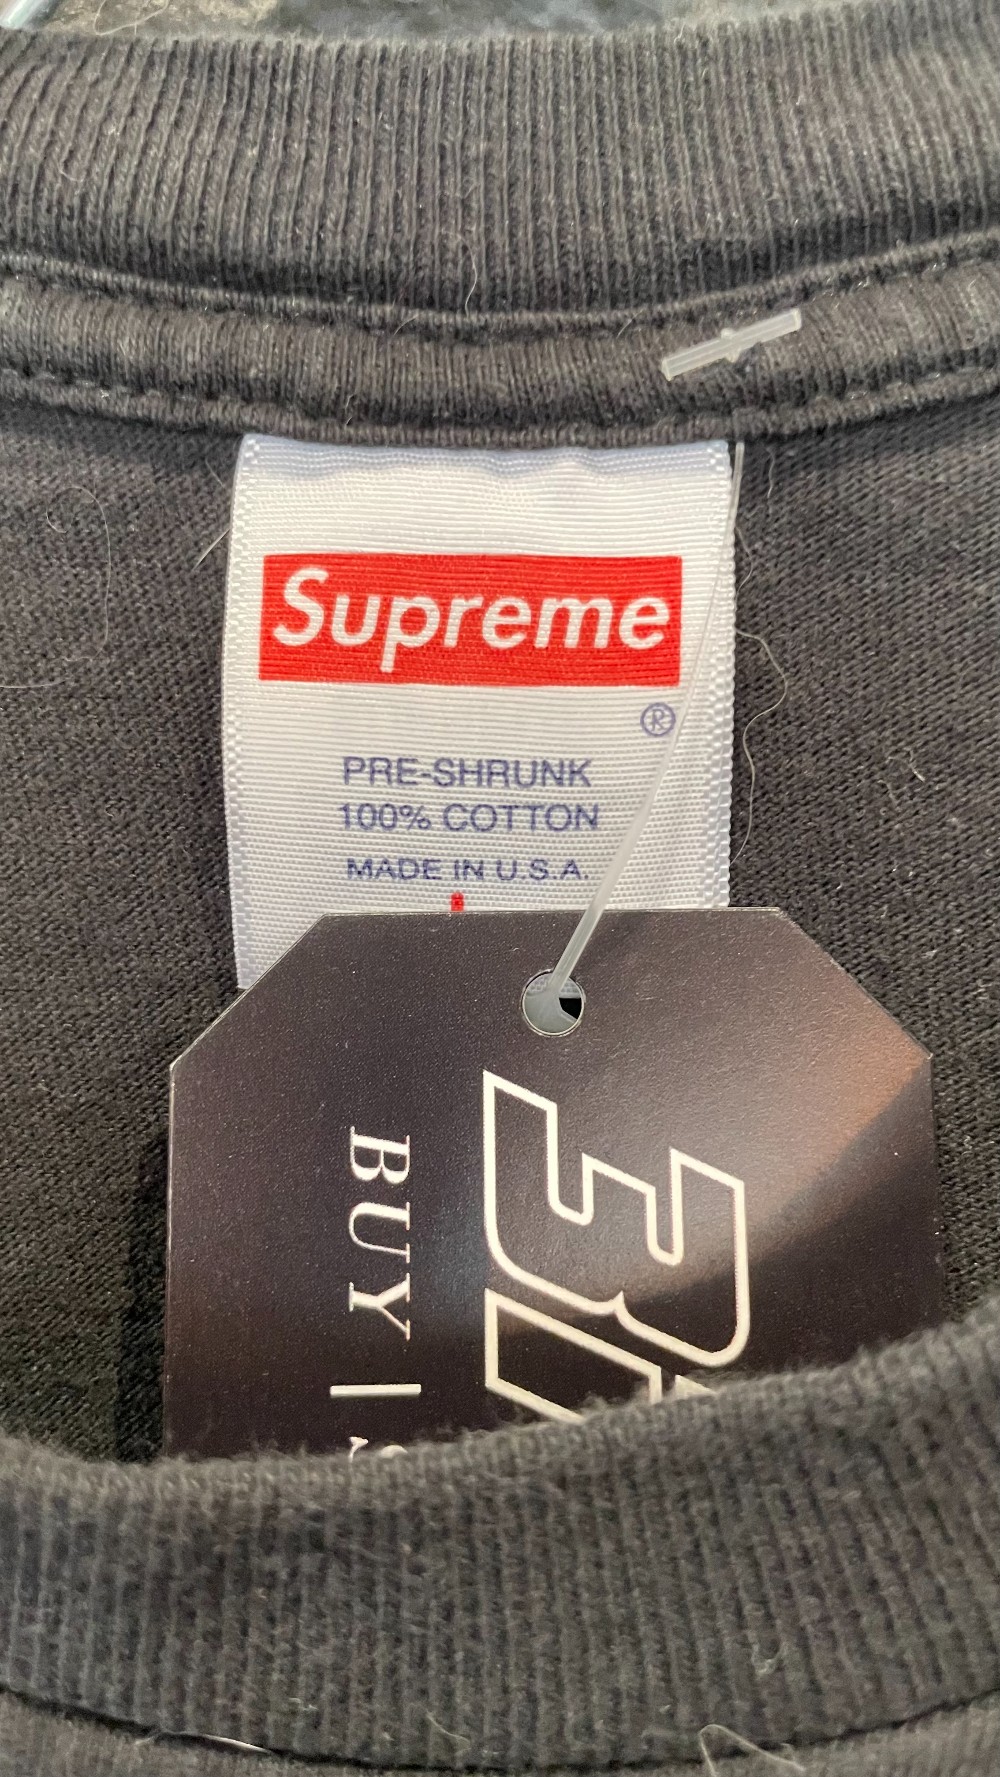 Supreme
®
PRE-SHRUNK
100% COTTON
MADE IN U.S.A.
BUY |